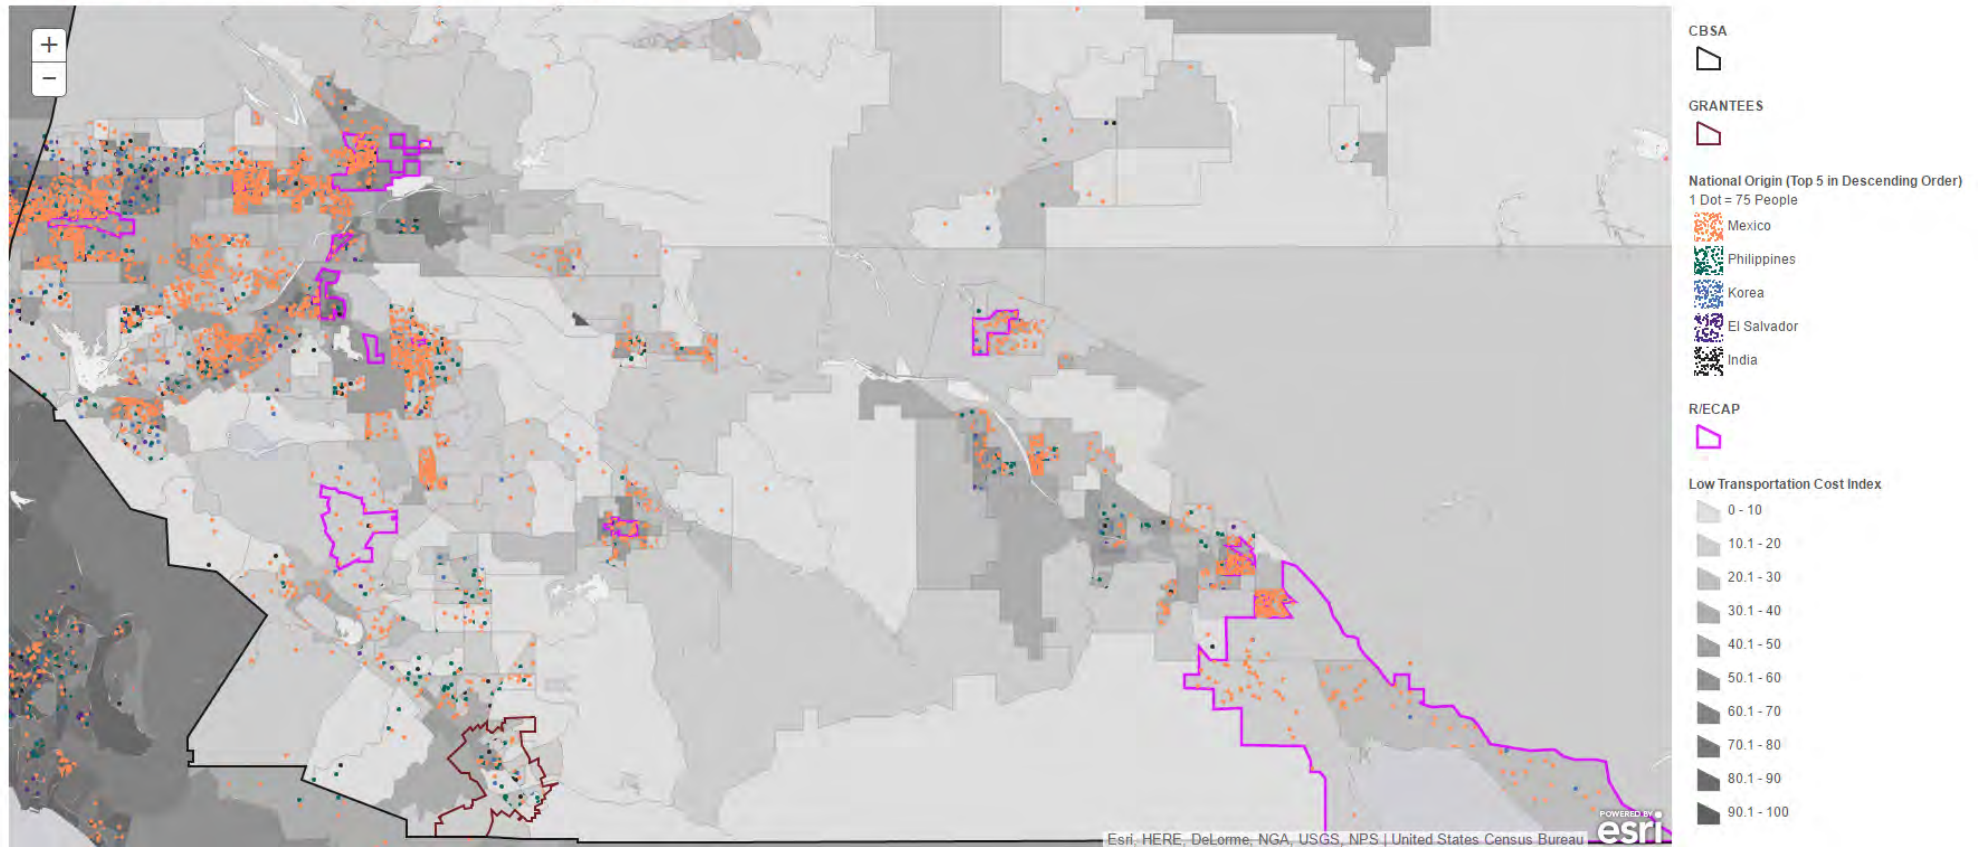 +
−
CBSA
GRANTEES
National Origin (Top 5 in Descending Order)
1 Dot = 75 People
Mexico
Philippines
Korea
El Salvador
India
R/ECAP
Low Transportation Cost Index
0 - 10
10.1 - 20
20.1 - 30
30.1 - 40
40.1 - 50
50.1 - 60
60.1 - 70
70.1 - 80
80.1 - 90
90.1 - 100
POWERED BY
esri
Esri, HERE, DeLorme, NGA, USGS, NPS | United States Census Bureau